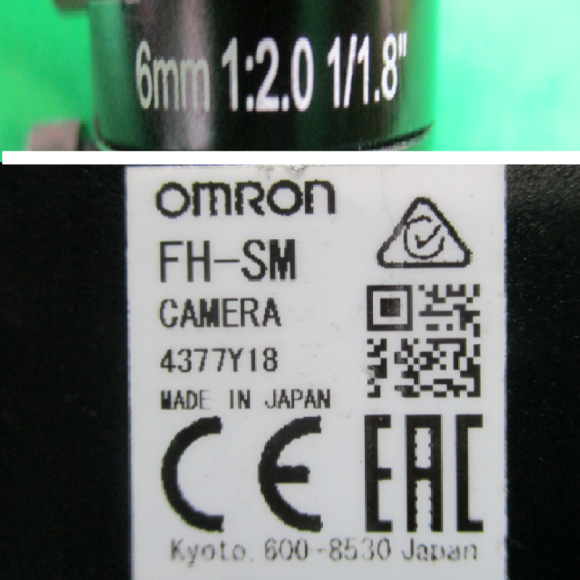 6mm 1:2.0 1/1.8"
OMRON
FH-SM
CAMERA
4377Y18
MADE IN JAPAN
CE EAC
Kyoto. 600-8530 Japan